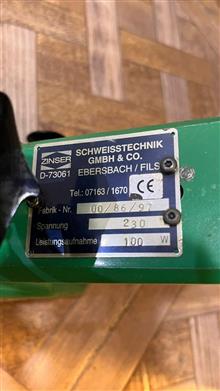 ZINSER
D-73061
SCHWEISSTECHNIK
GMBH & CO.
EBERSBACH / FILS
Tel.: 07163 / 1670
CE
Fabrik - Nr. 00/86/97
Spannung 230
Leistungsaufnahme 100 W